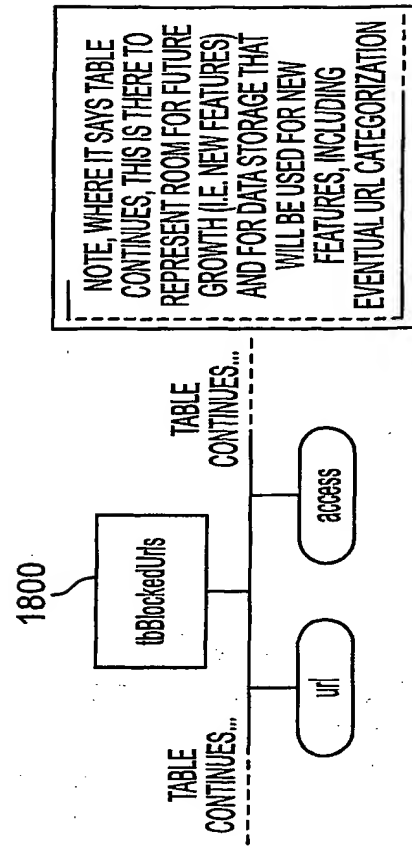 1800
tbBlockedUrls
TABLE
CONTINUES...
TABLE
CONTINUES...
url
access
NOTE, WHERE IT SAYS TABLE
CONTINUES, THIS IS THERE TO
REPRESENT ROOM FOR FUTURE
GROWTH (I.E. NEW FEATURES)
AND FOR DATA STORAGE THAT
WILL BE USED FOR NEW
FEATURES, INCLUDING
EVENTUAL URL CATEGORIZATION